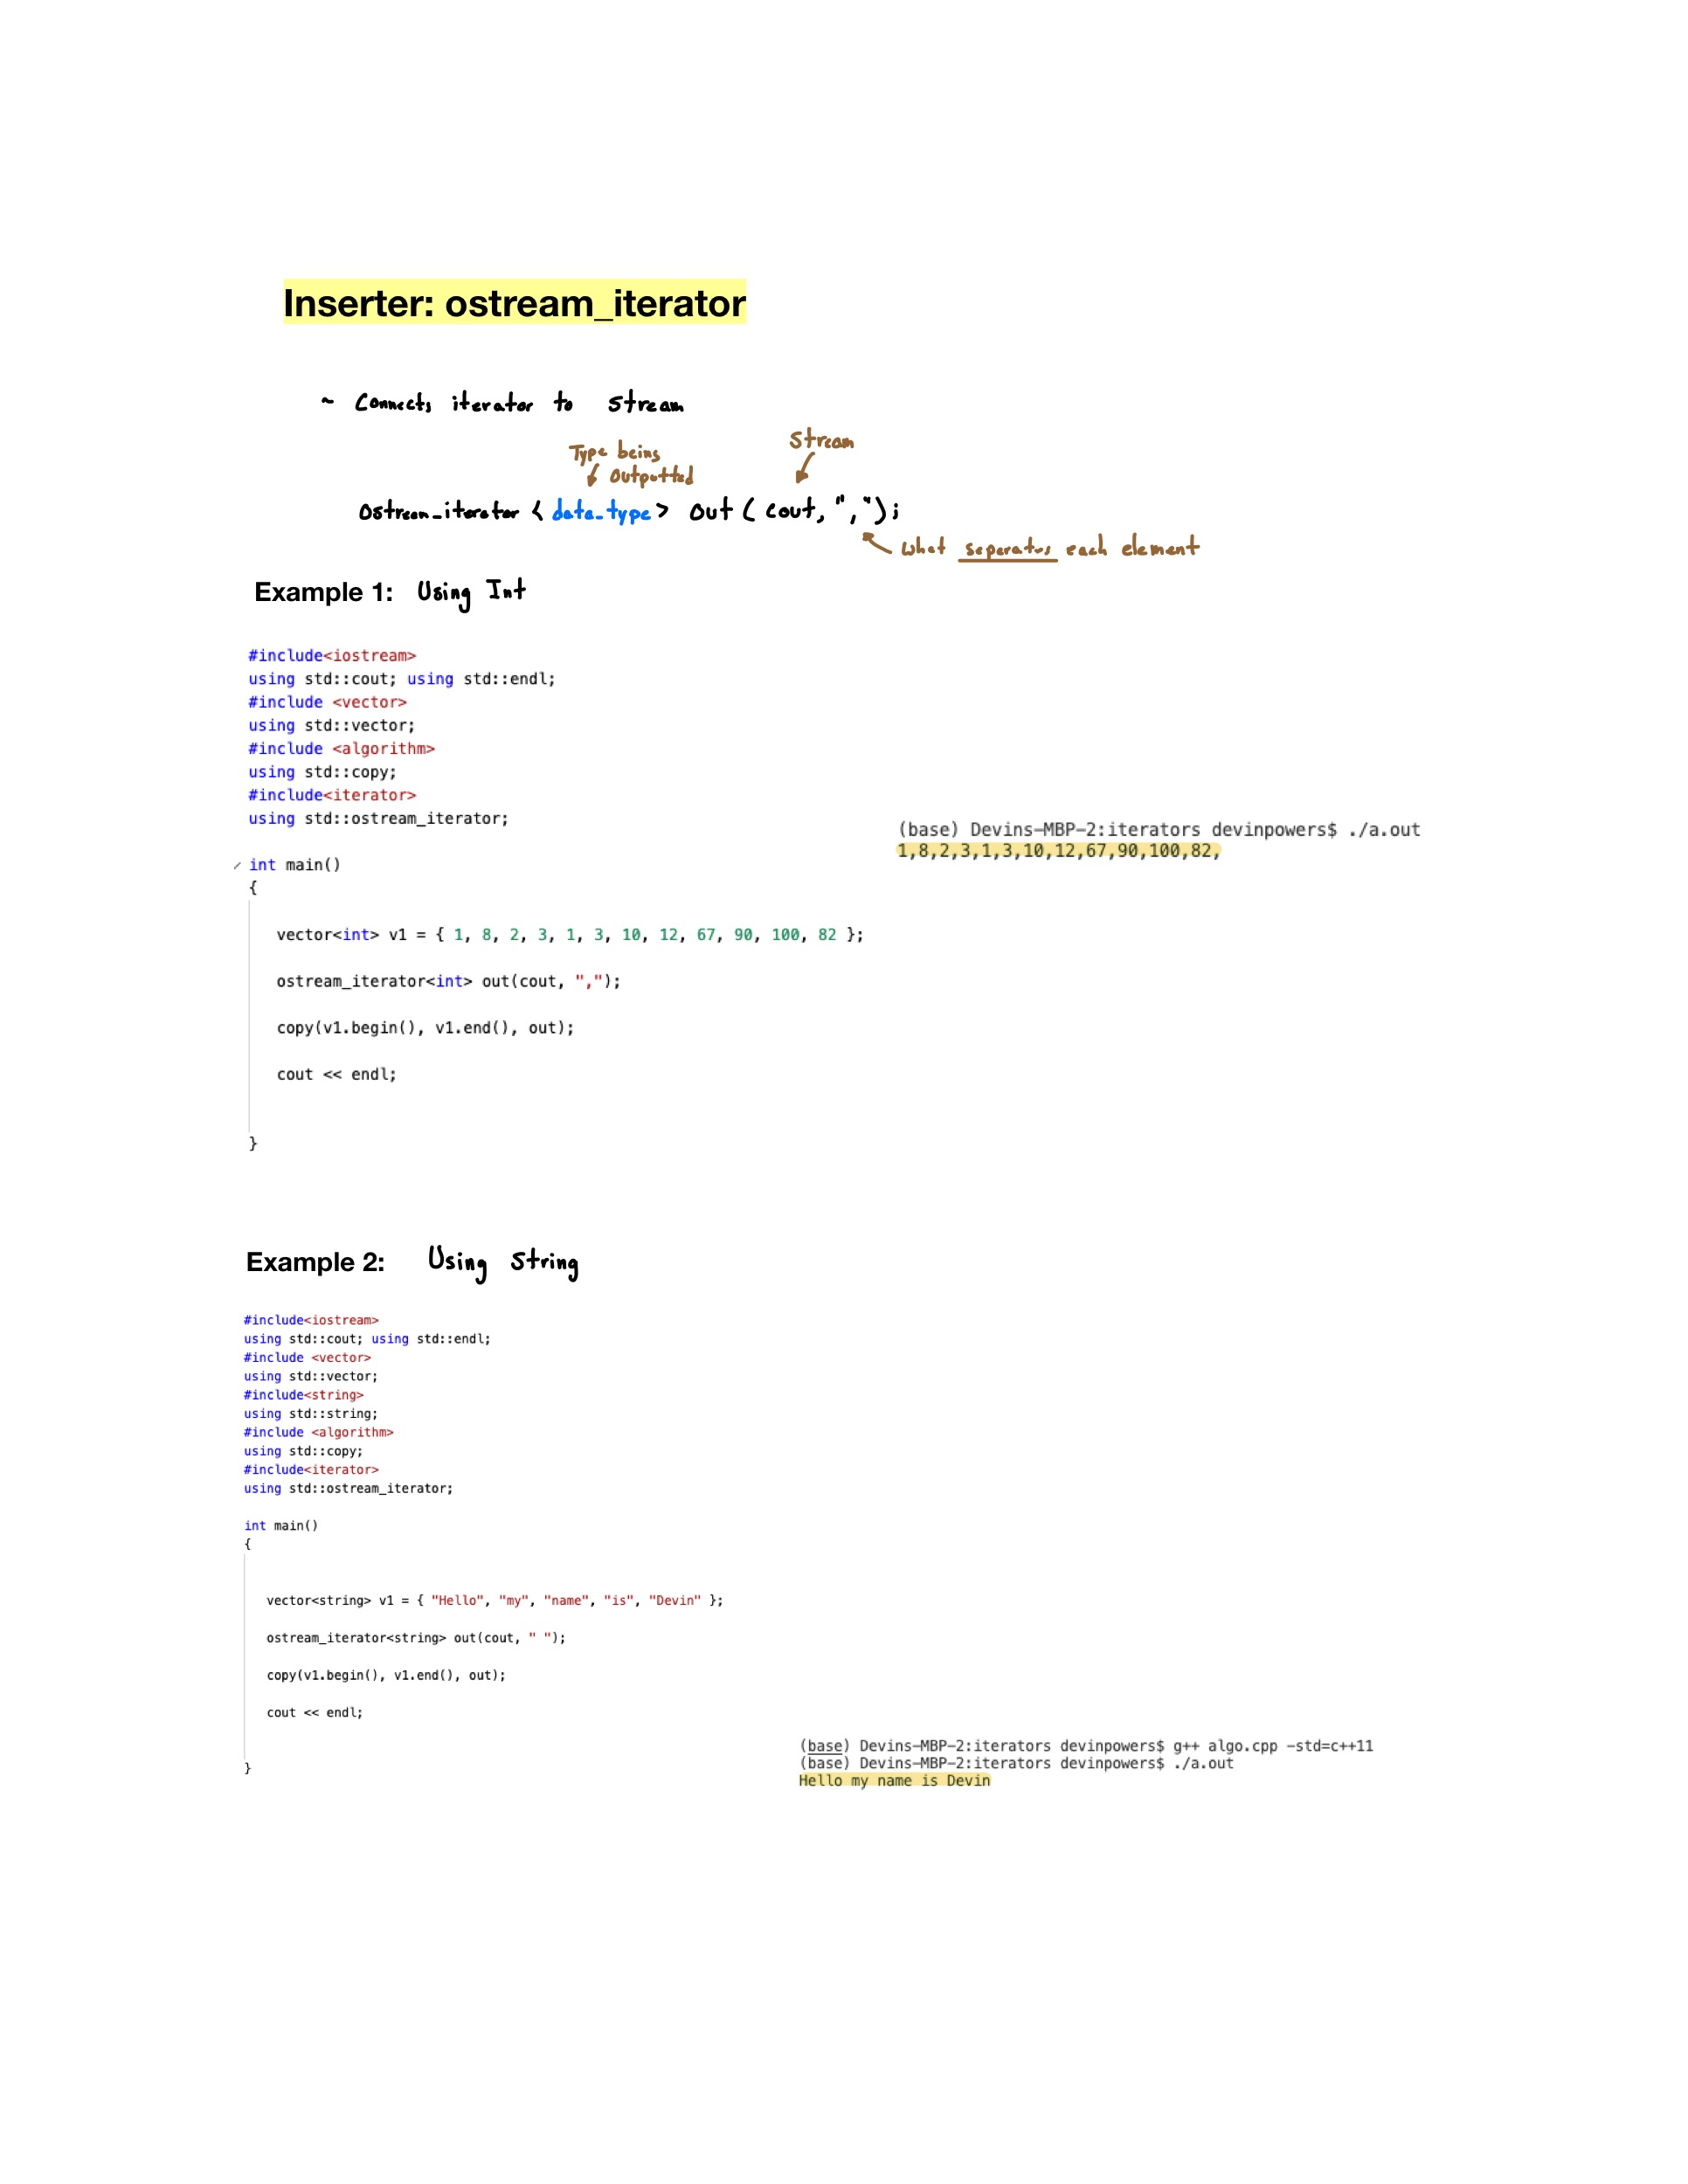 Inserter: ostream_iterator
~ Connects iterator to stream
Type being
outputted
Stream
Ostream_iterator < data_type > out ( cout, "," );
What separates each element
Example 1: Using Int
#include<iostream>
using std::cout; using std::endl;
#include <vector>
using std::vector;
#include <algorithm>
using std::copy;
#include<iterator>
using std::ostream_iterator;
(base) Devins-MBP-2:iterators devinpowers$ ./a.out
1,8,2,3,1,3,10,12,67,90,100,82,
int main()
{
vector<int> v1 = { 1, 8, 2, 3, 1, 3, 10, 12, 67, 90, 100, 82 };
ostream_iterator<int> out(cout, ",");
copy(v1.begin(), v1.end(), out);
cout << endl;
}
Example 2: Using String
#include<iostream>
using std::cout; using std::endl;
#include <vector>
using std::vector;
#include<string>
using std::string;
#include <algorithm>
using std::copy;
#include<iterator>
using std::ostream_iterator;
int main()
{
vector<string> v1 = { "Hello", "my", "name", "is", "Devin" };
ostream_iterator<string> out(cout, " ");
copy(v1.begin(), v1.end(), out);
cout << endl;
}
(base) Devins-MBP-2:iterators devinpowers$ g++ algo.cpp -std=c++11
(base) Devins-MBP-2:iterators devinpowers$ ./a.out
Hello my name is Devin